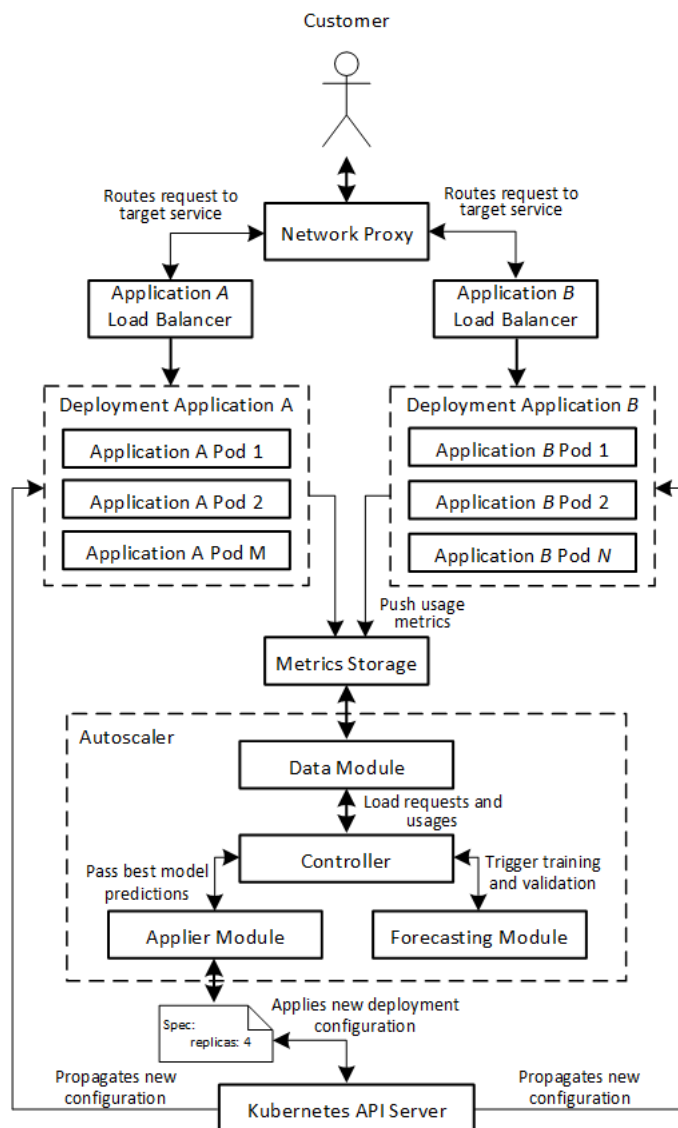 Customer
Routes request to
target service
Routes request to
target service
Network Proxy
Application A
Load Balancer
Application B
Load Balancer
Deployment Application A
Application A Pod 1
Application A Pod 2
Application A Pod M
Deployment Application B
Application B Pod 1
Application B Pod 2
Application B Pod N
Push usage
metrics
Metrics Storage
Autoscaler
Data Module
Load requests and
usages
Controller
Pass best model
predictions
Trigger training
and validation
Applier Module
Forecasting Module
Spec:
replicas: 4
Applies new deployment
configuration
Propagates new
configuration
Kubernetes API Server
Propagates new
configuration